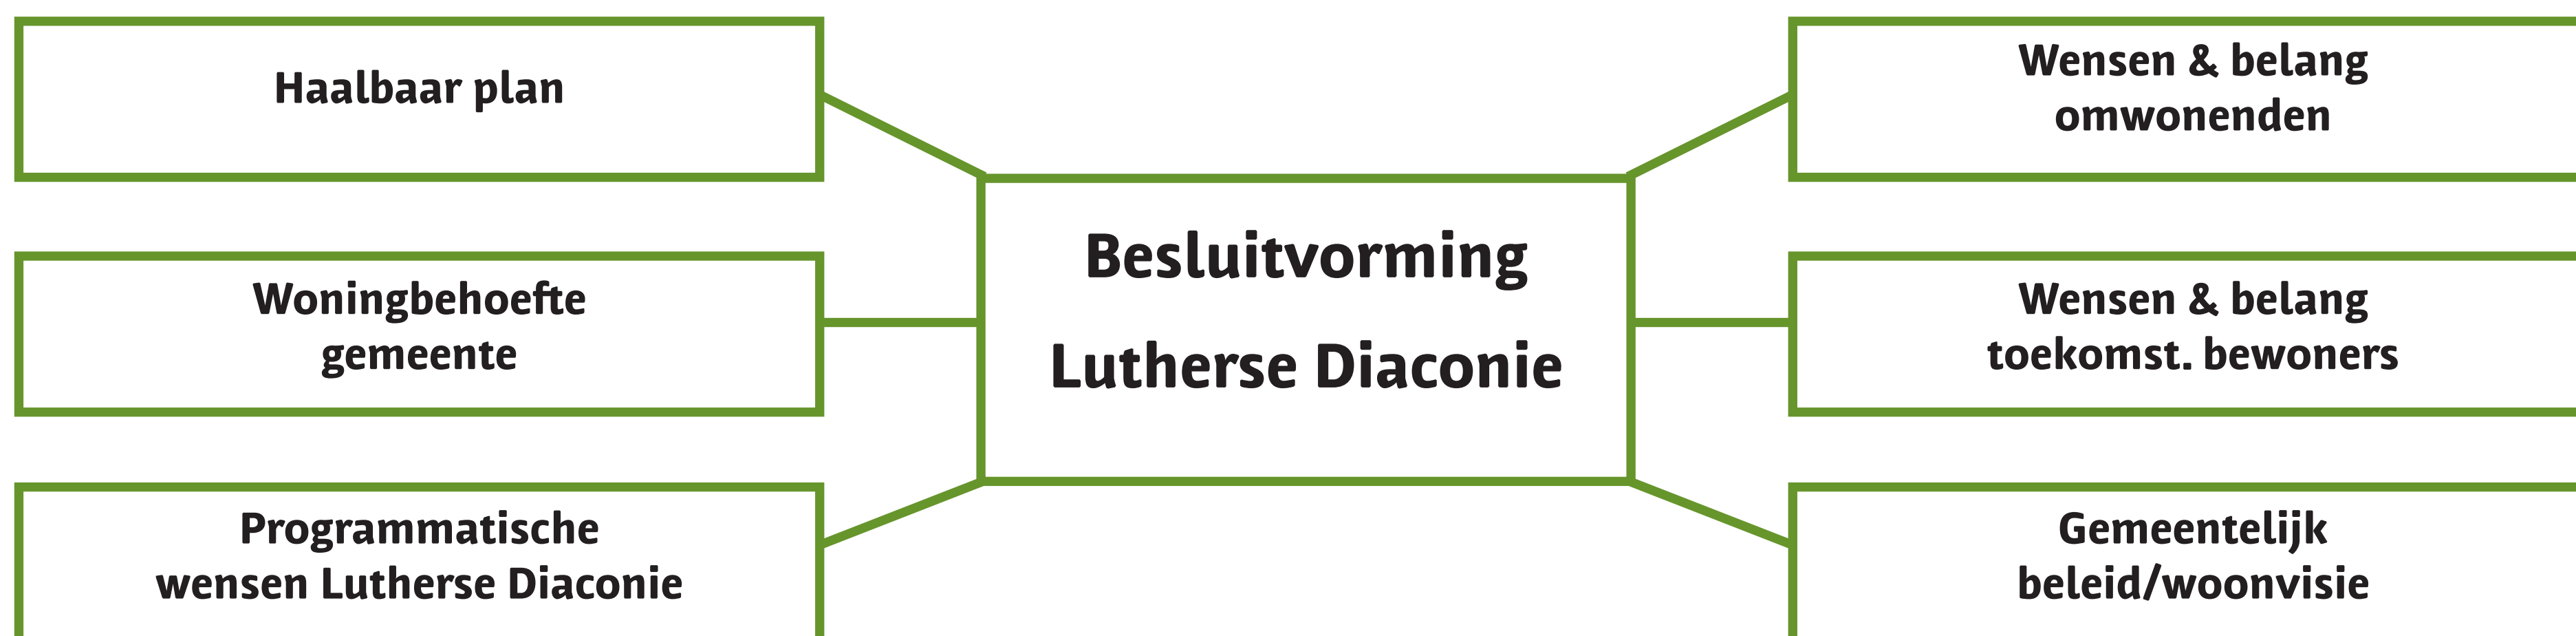 Haalbaar plan
Woningbehoefte
gemeente
Programmatische
wensen Lutherse Diaconie
Besluitvorming
Lutherse Diaconie
Wensen & belang
omwonenden
Wensen & belang
toekomst. bewoners
Gemeentelijk
beleid/woonvisie